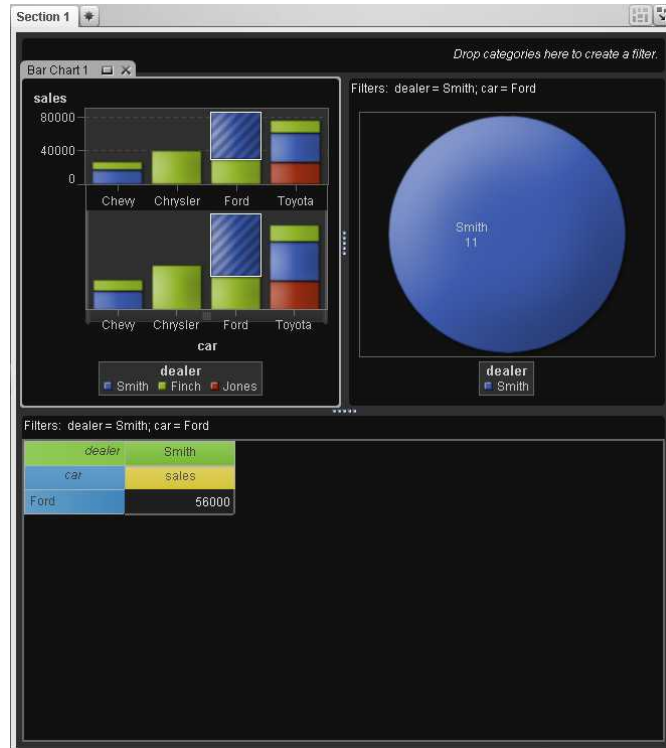 Section 1
Drop categories here to create a filter.
Bar Chart 1
sales
80000
40000
0
Chevy Chrysler Ford Toyota
Chevy Chrysler Ford Toyota
car
dealer
Smith Finch Jones
Filters: dealer = Smith; car = Ford
Smith
11
dealer
Smith
Filters: dealer = Smith; car = Ford
dealer Smith
car sales
Ford 56000